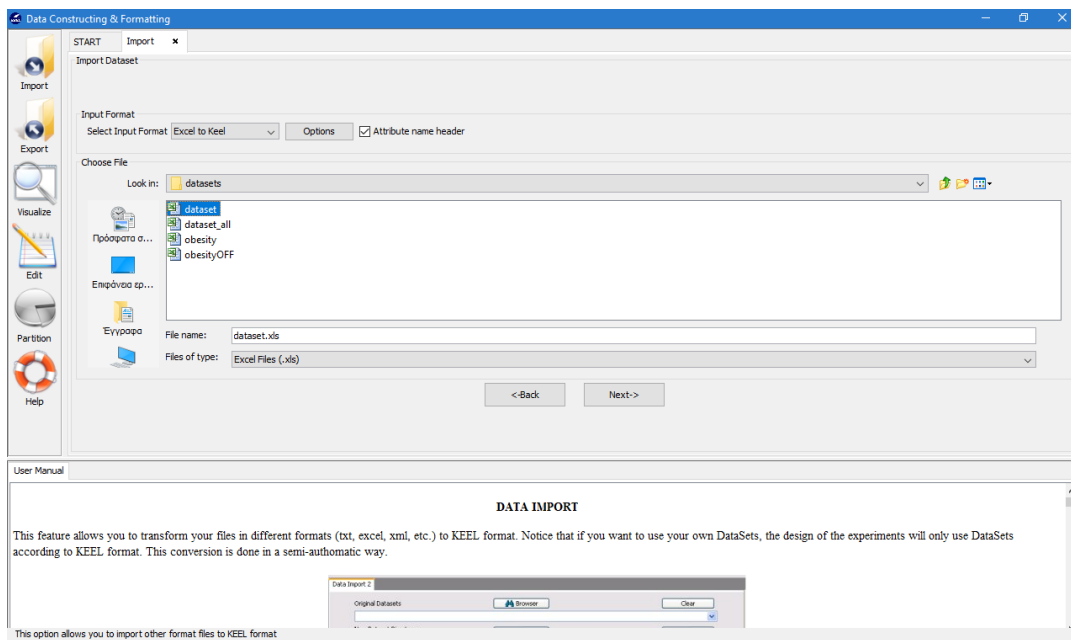 Data Constructing & Formatting
START Import
Import Dataset
Import
Input Format
Select Input Format Excel to Keel Options Attribute name header
Export
Choose File
Look in: datasets
Visualize
dataset
dataset_all
obesity
obesityOFF
Πρόσφατα σ...
Edit
Επιφάνεια ερ...
Έγγραφα
Partition
File name: dataset.xls
Files of type: Excel Files (.xls)
Help
<-Back Next->
User Manual
DATA IMPORT
This feature allows you to transform your files in different formats (txt, excel, xml, etc.) to KEEL format. Notice that if you want to use your own DataSets, the design of the experiments will only use DataSets
according to KEEL format. This conversion is done in a semi-authomatic way.
Data Import 2
Original Datasets Browser Clear
This option allows you to import other format files to KEEL format